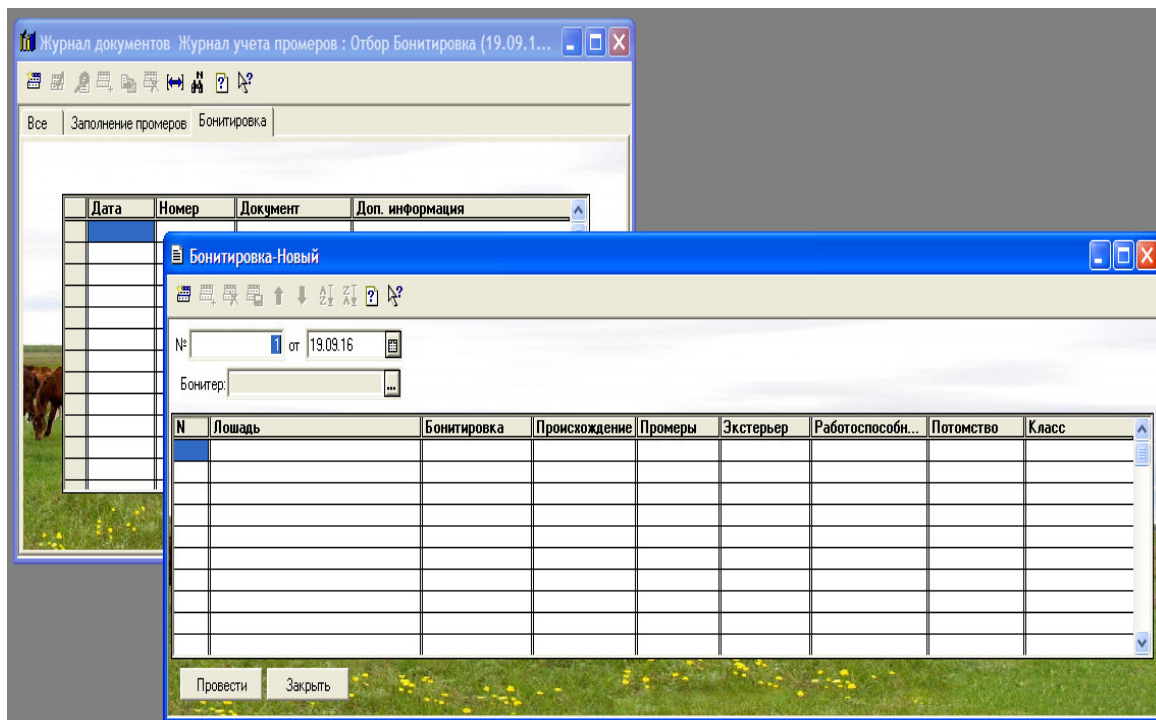 Журнал документов Журнал учета промеров : Отбор Бонитировка (19.09.1...
Все Заполнение промеров Бонитировка
Дата Номер Документ Доп. информация
Бонитировка-Новый
№ 1 от 19.09.16
Бонитер: ...
N Лошадь Бонитировка Происхождение Промеры Экстерьер Работоспособн... Потомство Класс
Провести Закрыть